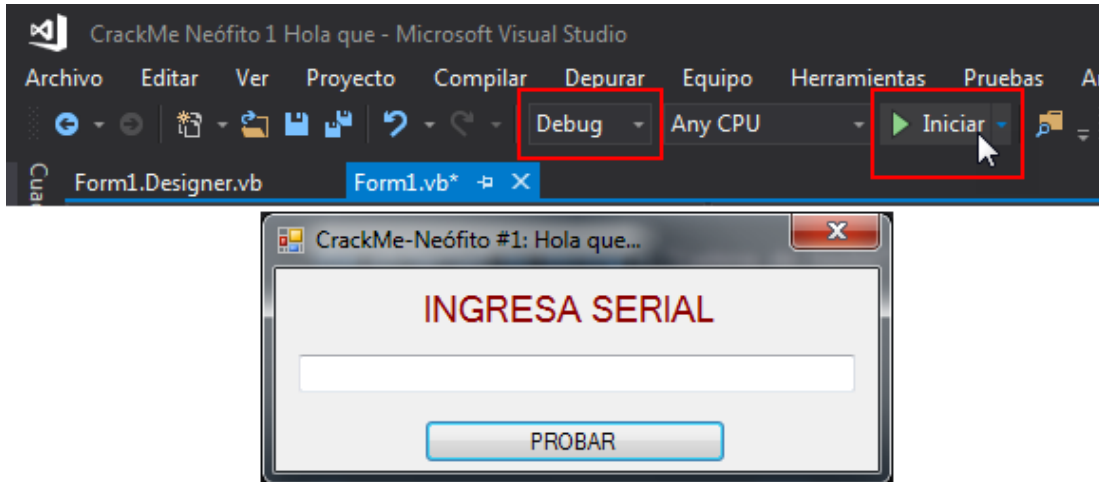 CrackMe Neófito 1 Hola que - Microsoft Visual Studio
Archivo Editar Ver Proyecto Compilar Depurar Equipo Herramientas Pruebas
Debug Any CPU Iniciar
Form1.Designer.vb Form1.vb*
CrackMe-Neófito #1: Hola que...
INGRESA SERIAL
PROBAR